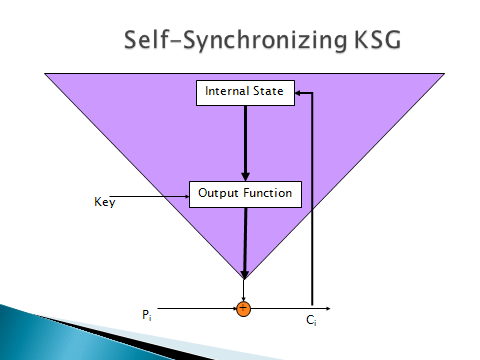 Self-Synchronizing KSG
Internal State
Output Function
Key
+
Pi
Ci